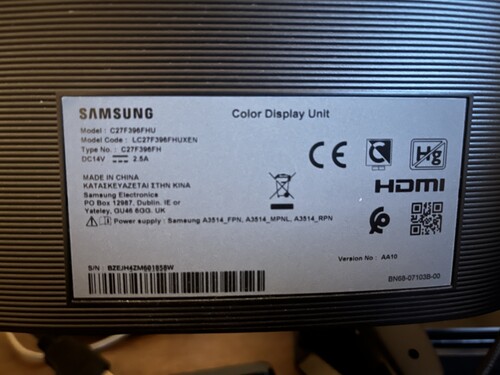 SAMSUNG
Color Display Unit
Model : C27F396FHU
Model Code : LC27F396FHUXEN
Type No. : C27F396FH
DC14V ⎓ 2.5A
CE
Hg
HDMI
MADE IN CHINA
ΚΑΤΑΣΚΕΥΑΖΕΤΑΙ ΣΤΗΝ ΚΙΝΑ
Samsung Electronics
PO Box 12987, Dublin. IE or
Yateley, GU46 6GG. UK
Power supply : Samsung A3514_FPN, A3514_MPNL, A3514_RPN
Version No : AA10
S/N : BZEJH4ZM601858W
BN68-07103B-00